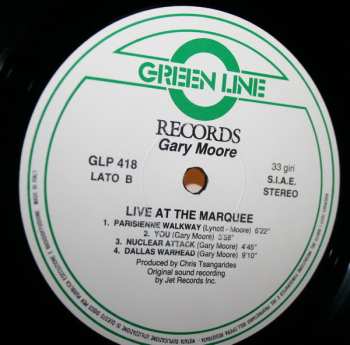 GREEN LINE
RECORDS
Gary Moore
GLP 418
LATO B
33 giri
S.I.A.E.
STEREO
LIVE AT THE MARQUEE
1. PARISIENNE WALKWAY (Lynott - Moore) 6'22"
2. YOU (Gary Moore) 3'58"
3. NUCLEAR ATTACK (Gary Moore) 4'45"
4. DALLAS WARHEAD (Gary Moore) 9'10"
Produced by Chris Tsangarides
Original sound recording
by Jet Records Inc.
MADE IN ITALY